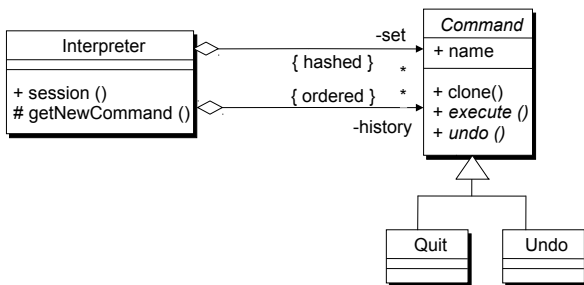 Interpreter
+ session ()
# getNewCommand ()
-set
{ hashed }
*
{ ordered }
*
-history
Command
+ name
+ clone()
+ execute ()
+ undo ()
Quit
Undo